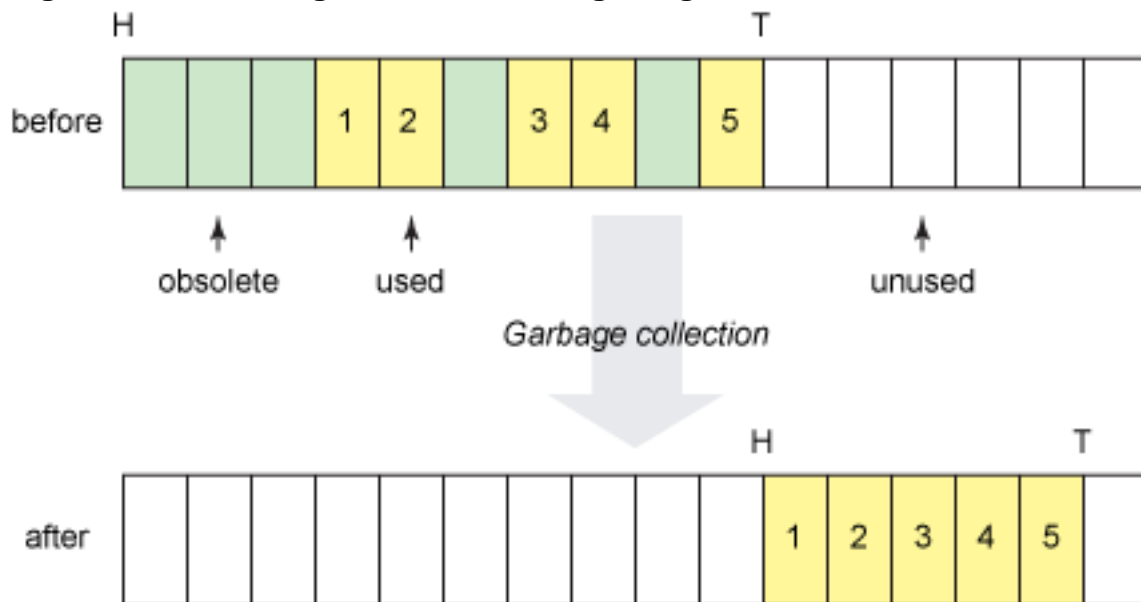 H T
before 1 2 3 4 5
obsolete used unused
Garbage collection
H T
after 1 2 3 4 5